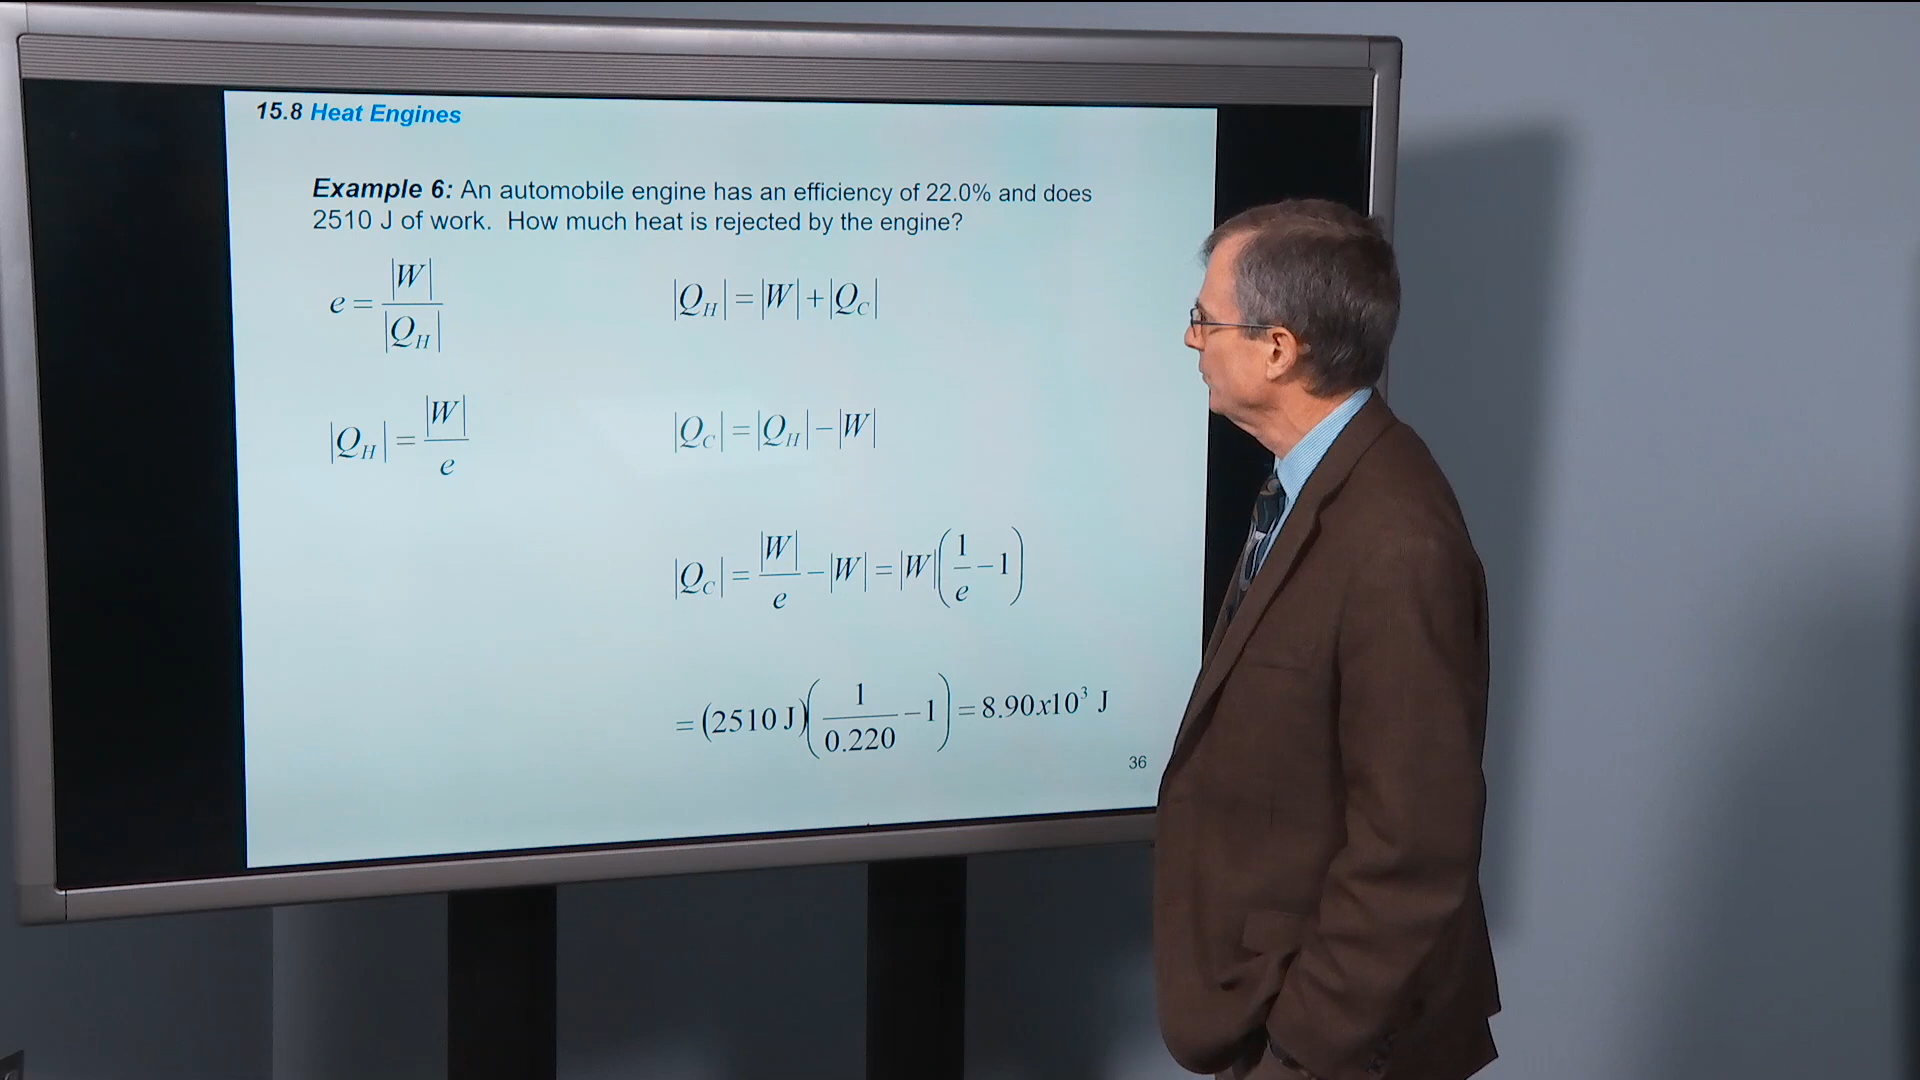 15.8 Heat Engines
Example 6: An automobile engine has an efficiency of 22.0% and does
2510 J of work. How much heat is rejected by the engine?
e = |W| / |Q_H|
|Q_H| = |W| + |Q_C|
|Q_H| = |W| / e
|Q_C| = |Q_H| − |W|
|Q_C| = |W| / e − |W| = |W| (1 / e − 1)
= (2510 J) (1 / 0.220 − 1) = 8.90x10³ J
36